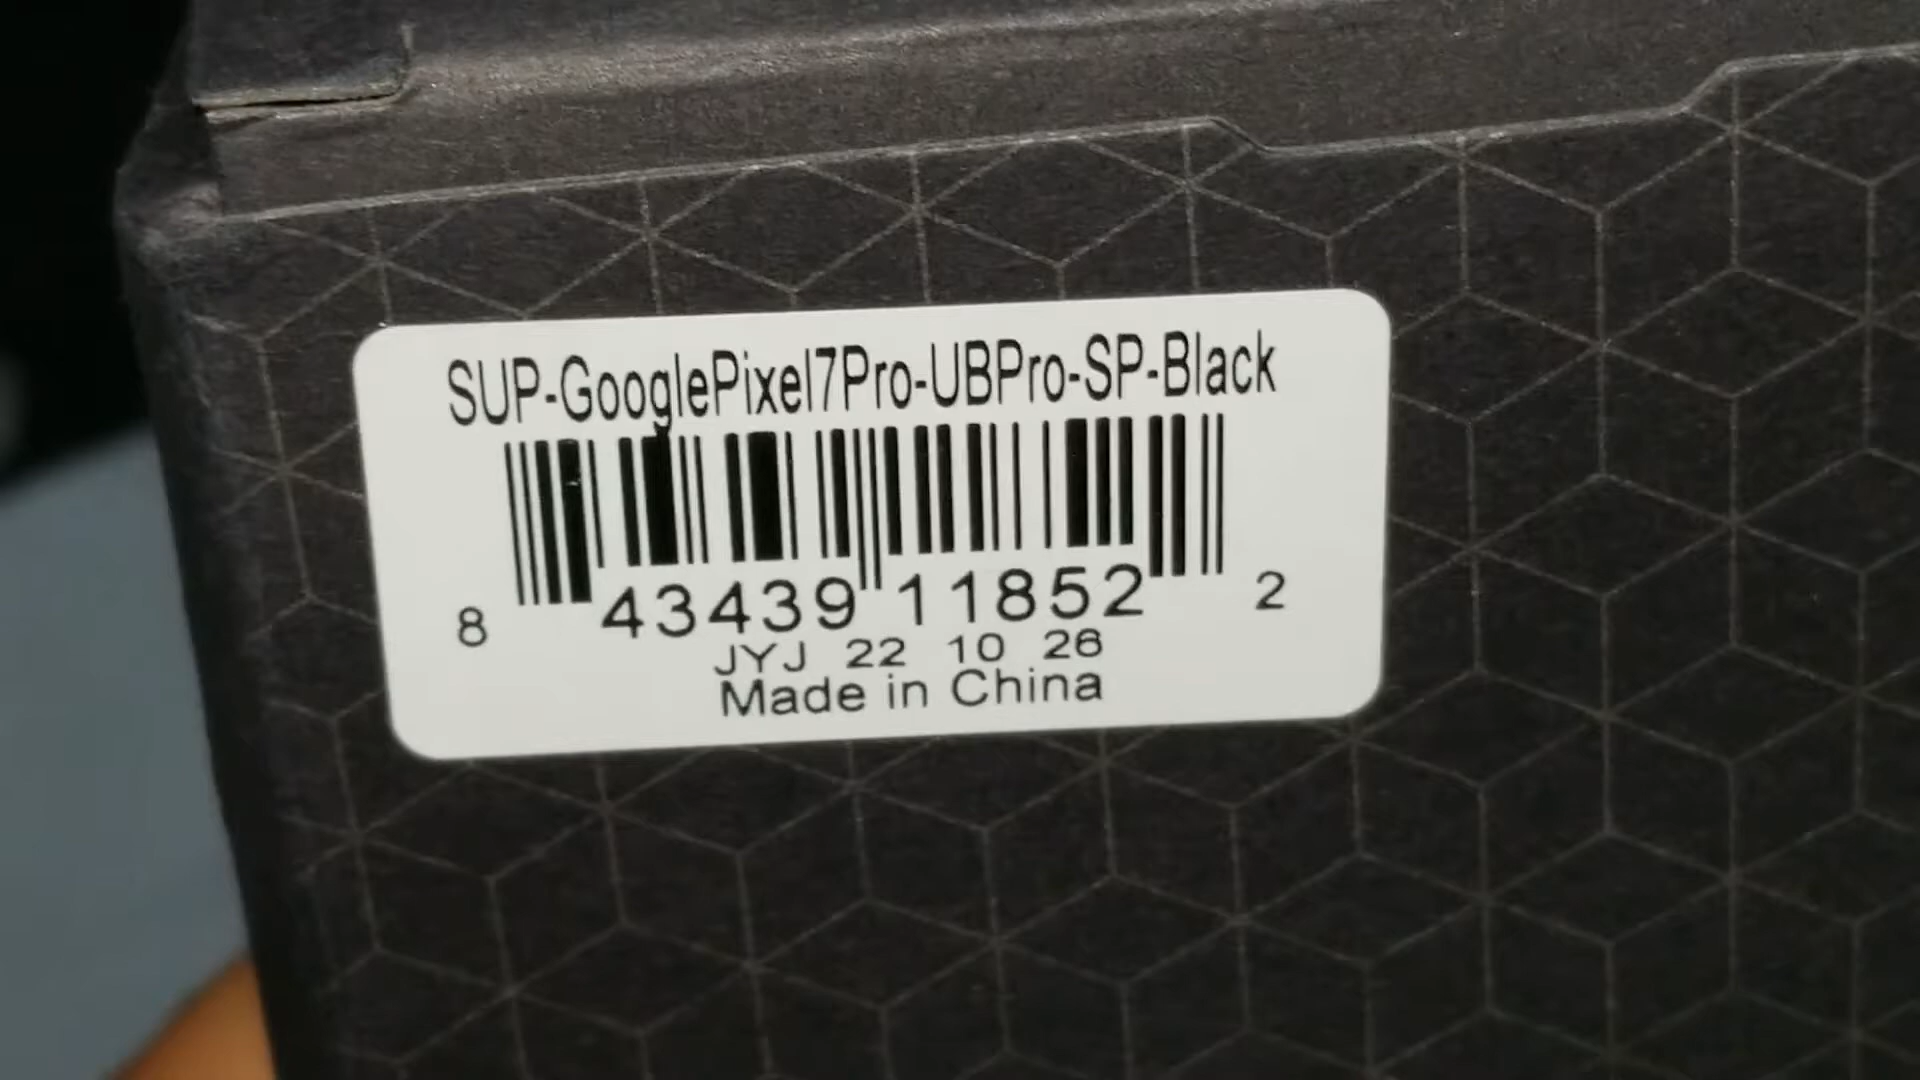 SUP-GooglePixel7Pro-UBPro-SP-Black
8 43439 11852 2
JYJ 22 10 26
Made in China